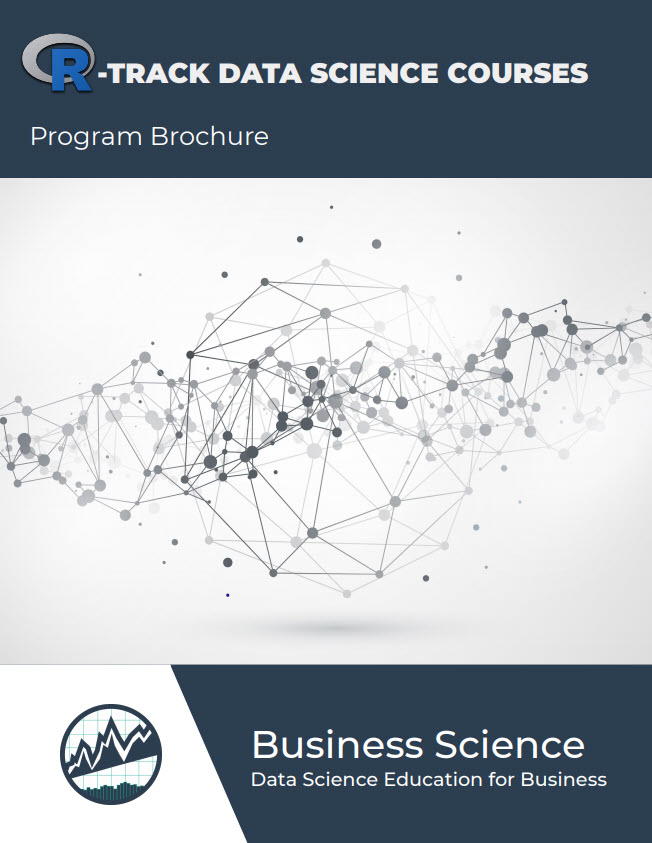 R-TRACK DATA SCIENCE COURSES
Program Brochure
Business Science
Data Science Education for Business